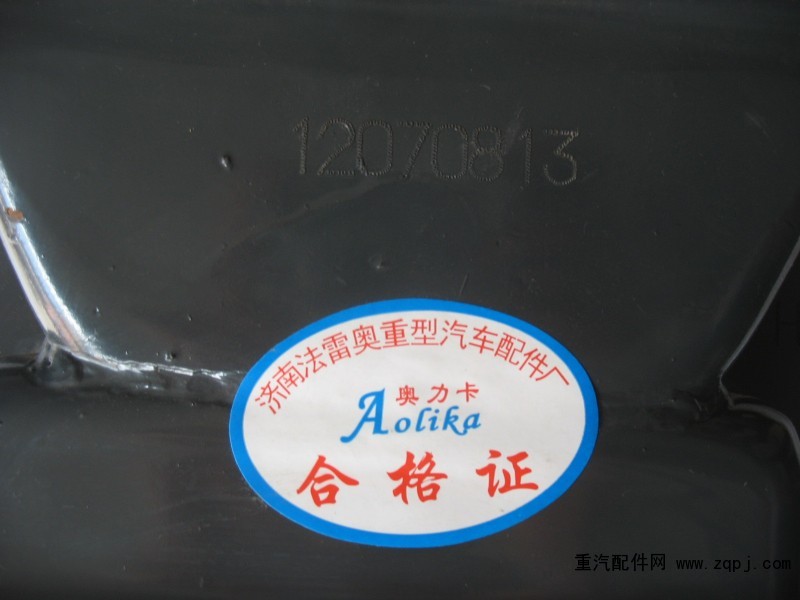 12070813
济南法雷奥重型汽车配件厂
奥力卡
Aolika
合格证
重汽配件网 www.zqpj.com